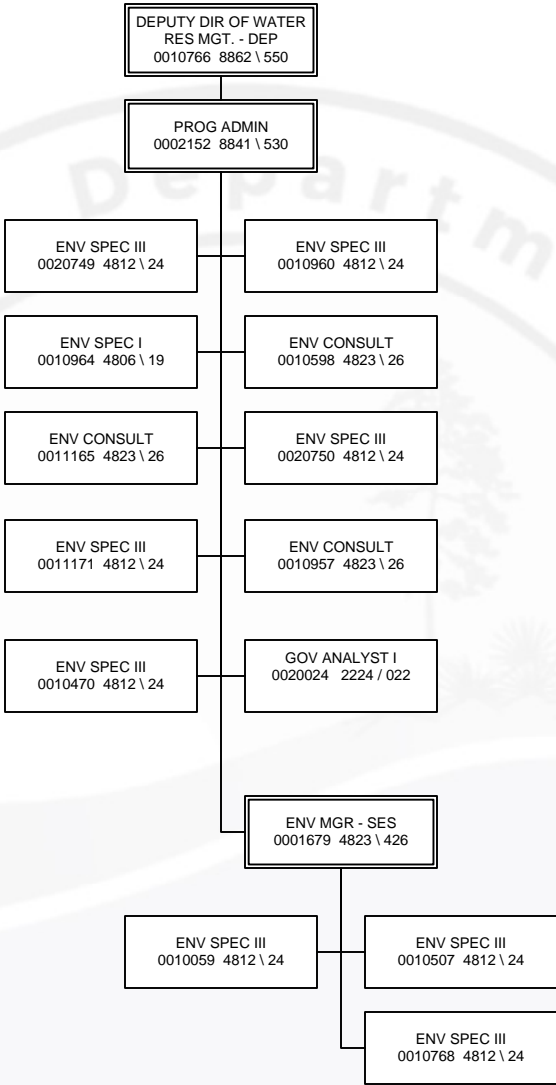 DEPUTY DIR OF WATER
RES MGT. - DEP
0010766 8862 \ 550
PROG ADMIN
0002152 8841 \ 530
Departm
ENV SPEC III
0020749 4812 \ 24
ENV SPEC III
0010960 4812 \ 24
ENV SPEC I
0010964 4806 \ 19
ENV CONSULT
0010598 4823 \ 26
ENV CONSULT
0011165 4823 \ 26
ENV SPEC III
0020750 4812 \ 24
ENV SPEC III
0011171 4812 \ 24
ENV CONSULT
0010957 4823 \ 26
ENV SPEC III
0010470 4812 \ 24
GOV ANALYST I
0020024 2224 / 022
ENV MGR - SES
0001679 4823 \ 426
ENV SPEC III
0010059 4812 \ 24
ENV SPEC III
0010507 4812 \ 24
ENV SPEC III
0010768 4812 \ 24